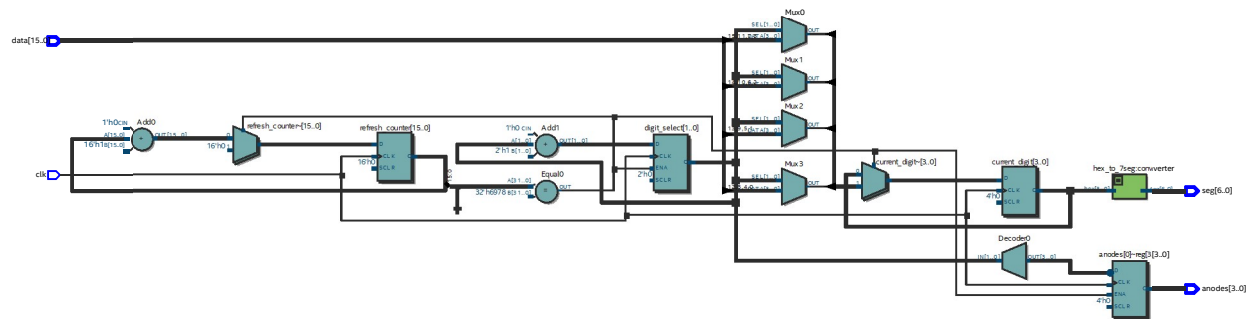 Mux0
SEL[1..0]
OUT
data[15..0]
Mux1
SEL[1..0]
OUT
Mux2
SEL[1..0]
DATA[3..0]
OUT
Add0
1'h0 CIN
A[15..0]
OUT[15..0]
16'h1 B[15..0]
refresh_counter~[15..0]
0
16'h0 1
refresh_counter[15..0]
D
CLK
16'h0
SCLR
Q
Add1
1'h0 CIN
A[1..0]
OUT[1..0]
2'h1 B[1..0]
digit_select[1..0]
D
CLK
ENA
2'h0
SCLR
Q
Mux3
SEL[1..0]
OUT
clk
Equal0
A[31..0]
OUT
32'h6978 B[31..0]
current_digit~[3..0]
0
1
current_digit[3..0]
D
CLK
4'h0
SCLR
Q
hex_to_7seg:converter
seg[6..0]
Decoder0
IN[1..0]
OUT[3..0]
anodes[0]~reg[3][3..0]
D
CLK
ENA
4'h0
SCLR
Q
anodes[3..0]